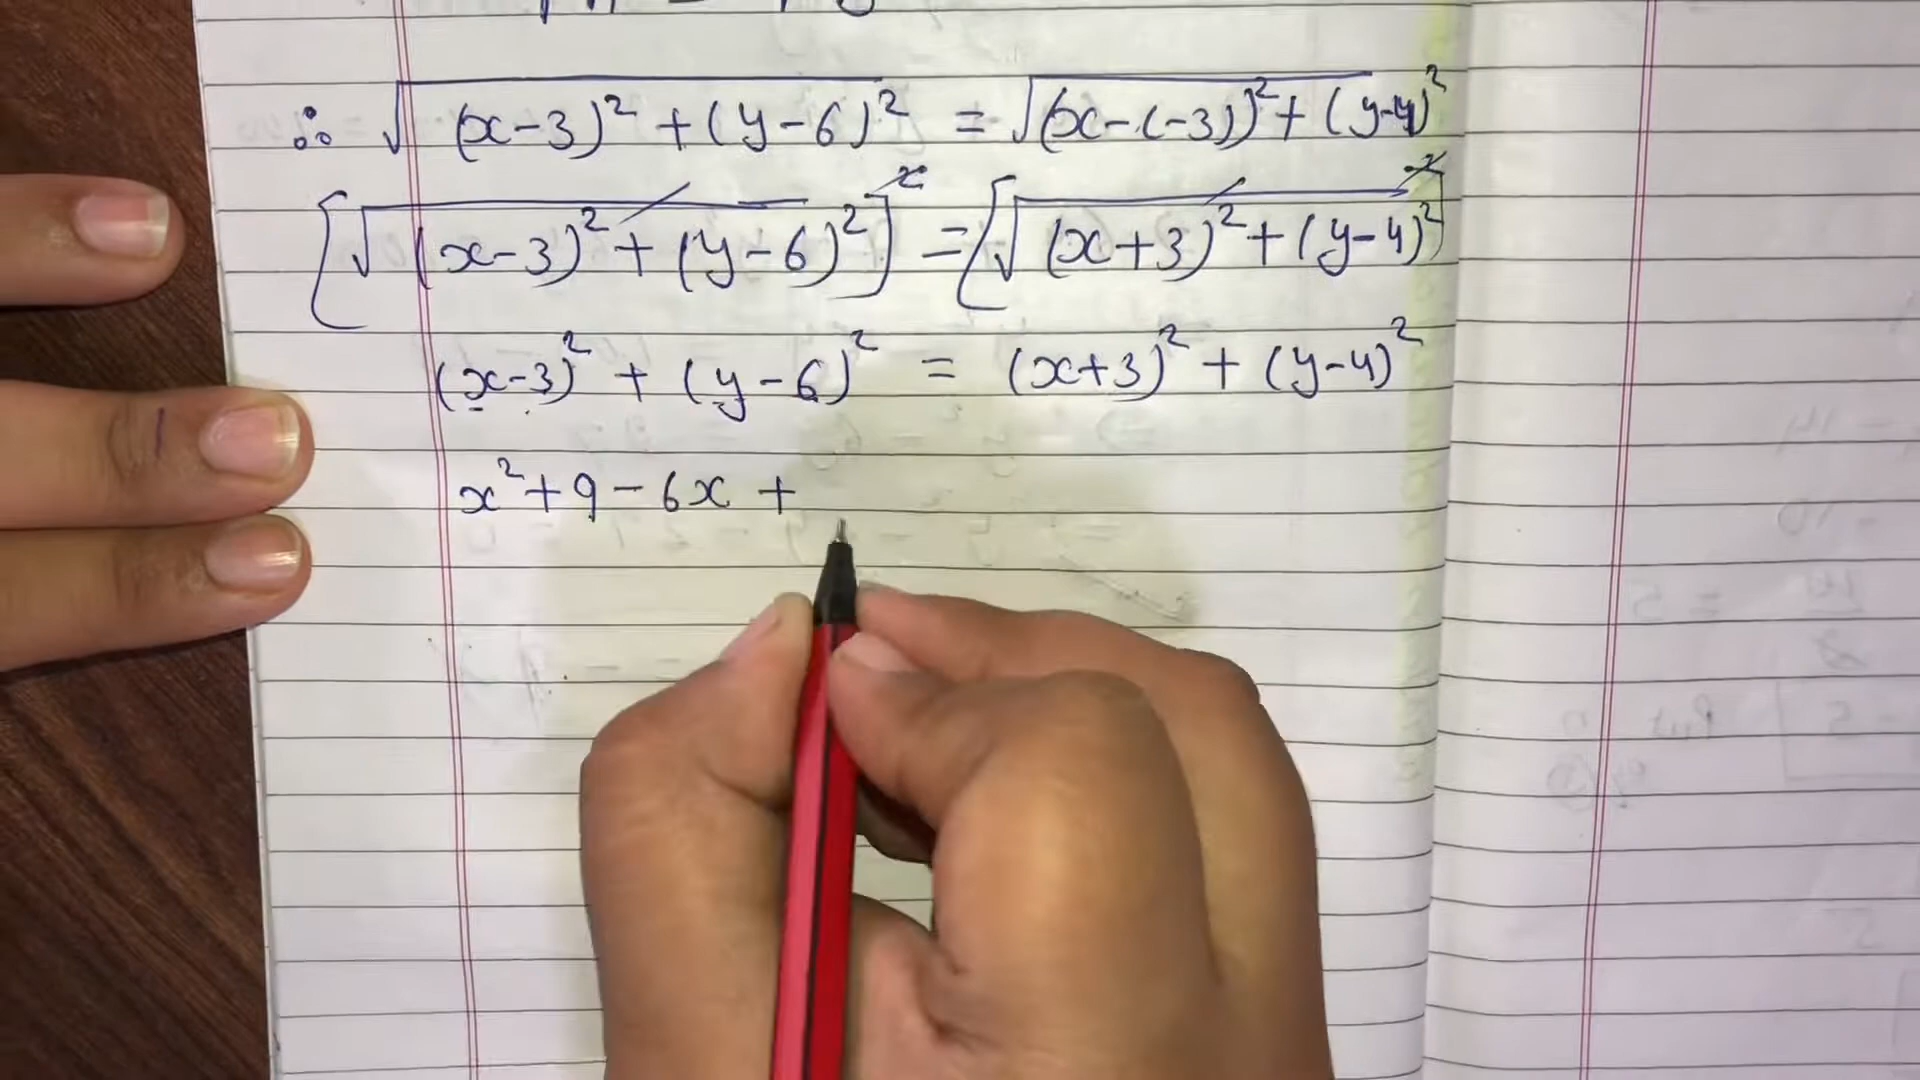 ∴ √(x-3)² + (y-6)² = √(x-(-3))² + (y-4)²
[√(x-3)² + (y-6)²]² = [√(x+3)² + (y-4)²]²
(x-3)² + (y-6)² = (x+3)² + (y-4)²
x² + 9 - 6x +